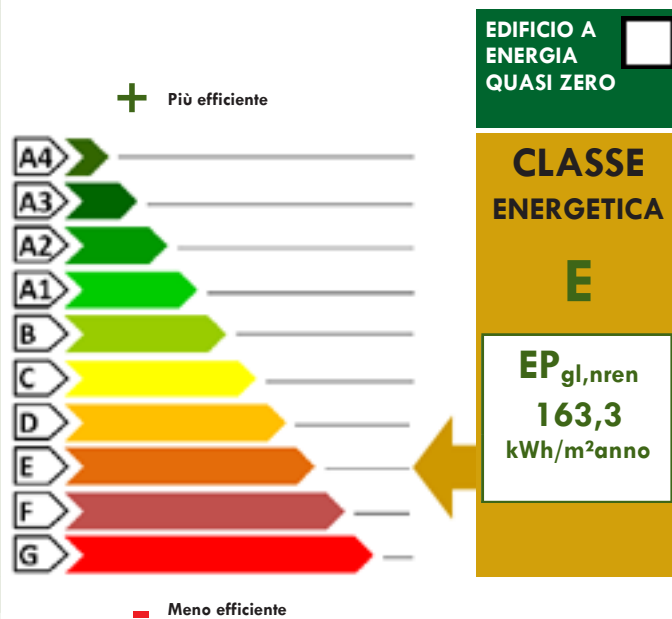 EDIFICIO A
ENERGIA
QUASI ZERO
+ Più efficiente
A4
A3
A2
A1
B
C
D
E
F
G
- Meno efficiente
CLASSE
ENERGETICA
E
EPgl,nren
163,3
kWh/m²anno